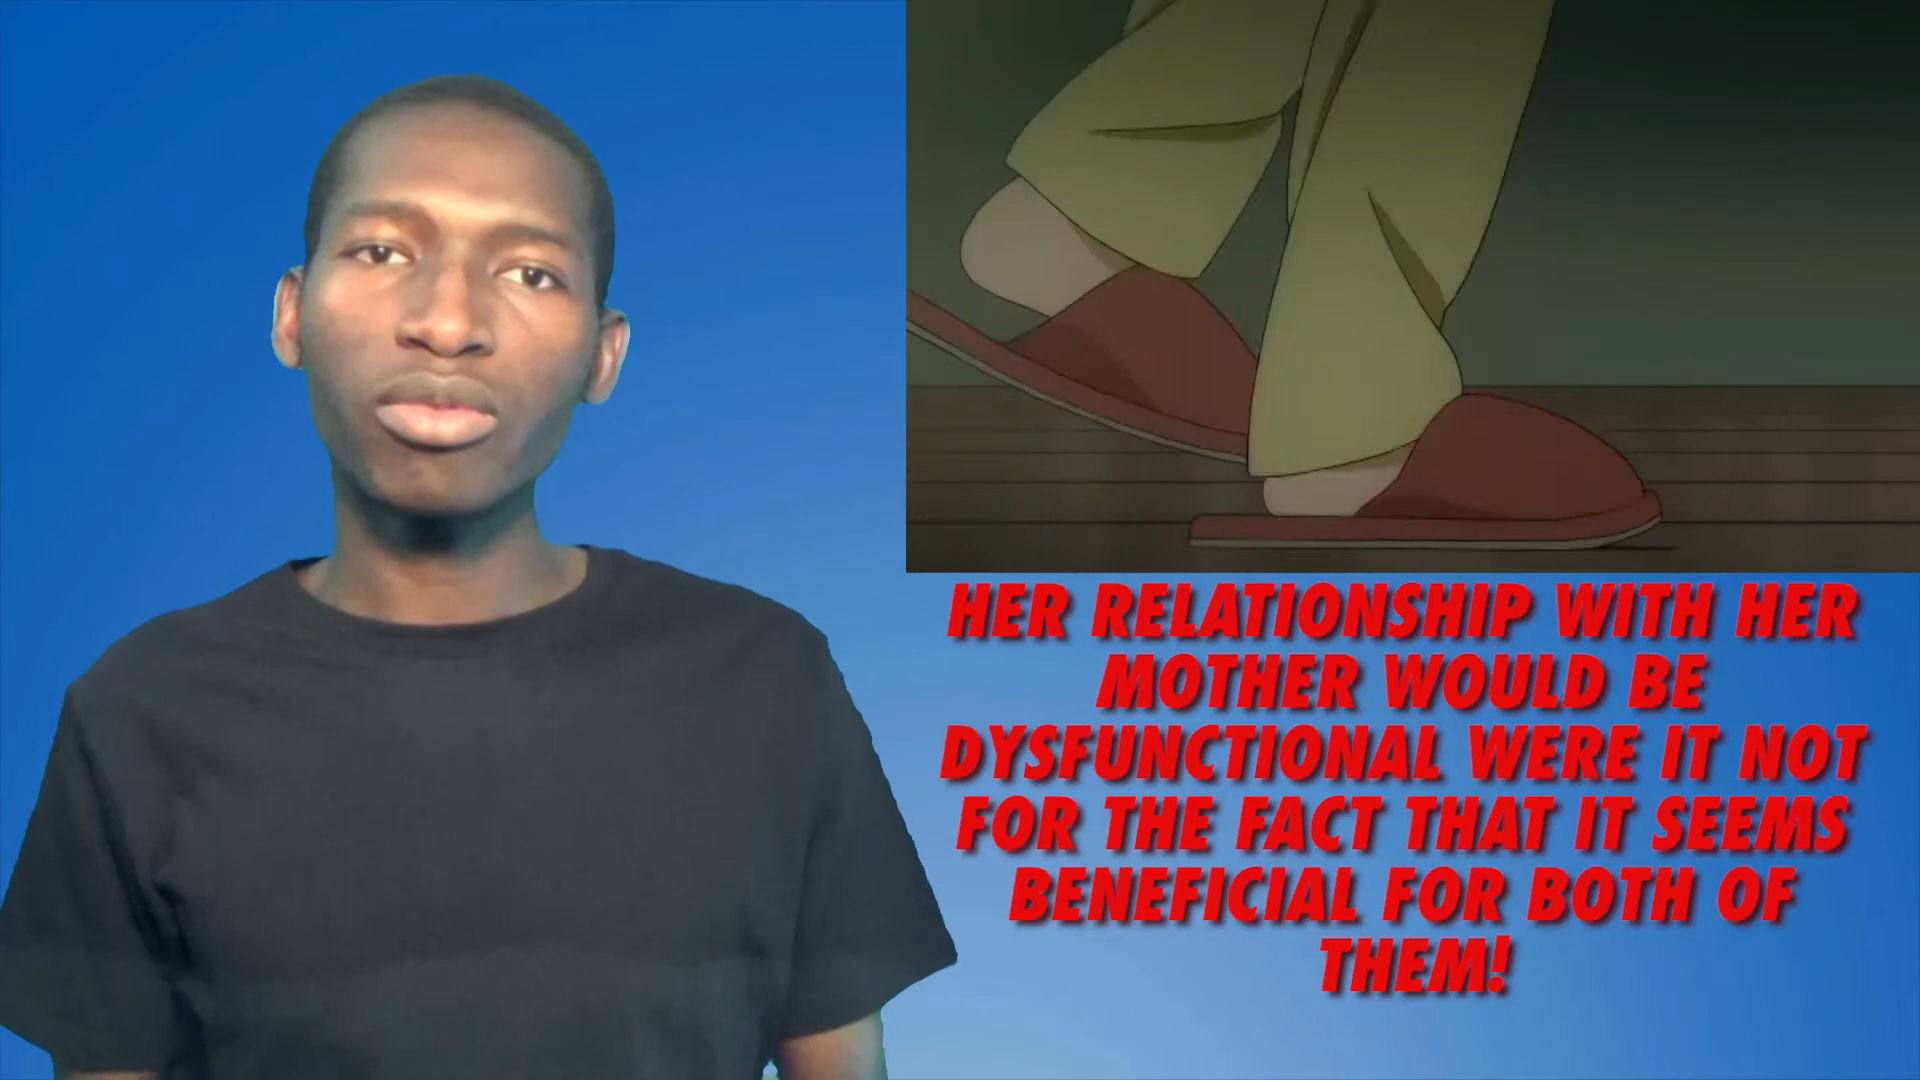 HER RELATIONSHIP WITH HER
MOTHER WOULD BE
DYSFUNCTIONAL WERE IT NOT
FOR THE FACT THAT IT SEEMS
BENEFICIAL FOR BOTH OF
THEM!